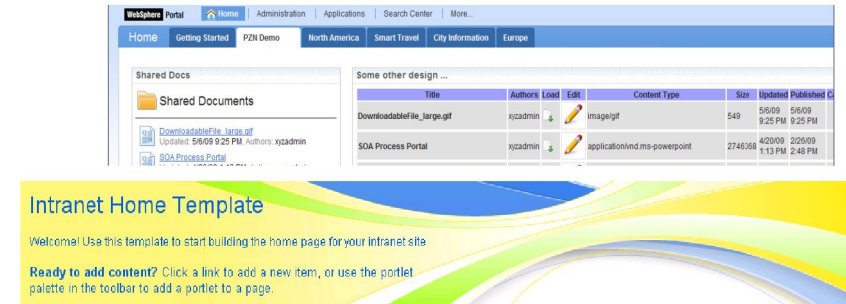 WebSphere Portal Home Administration Applications Search Center More...
Home Getting Started PZN Demo North America Smart Travel City Information Europe
Shared Docs
Shared Documents
DownloadableFile_large.gif
Updated: 5/6/09 9:25 PM, Authors: xyzadmin
SOA Process Portal
Some other design ...
Title Authors Load Edit Content Type Size Updated Published
DownloadableFile_large.gif xyzadmin image/gif 549 5/6/09 5/6/09
9:25 PM 9:25 PM
SOA Process Portal xyzadmin application/vnd.ms-powerpoint 2746368 4/20/09 2/26/09
1:13 PM 2:48 PM
Intranet Home Template
Welcome! Use this template to start building the home page for your intranet site
Ready to add content? Click a link to add a new item, or use the portlet
palette in the toolbar to add a portlet to a page.